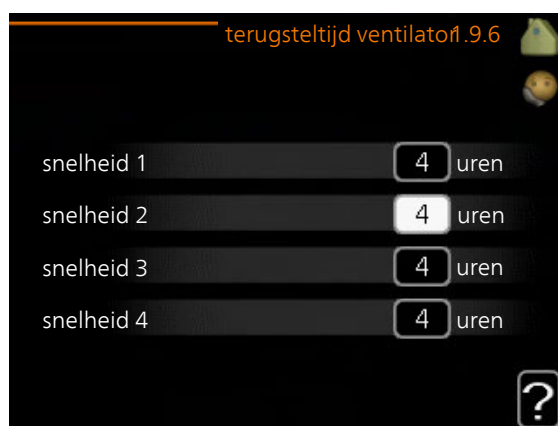 terugsteltijd ventilator1.9.6
snelheid 1 4 uren
snelheid 2 4 uren
snelheid 3 4 uren
snelheid 4 4 uren
?